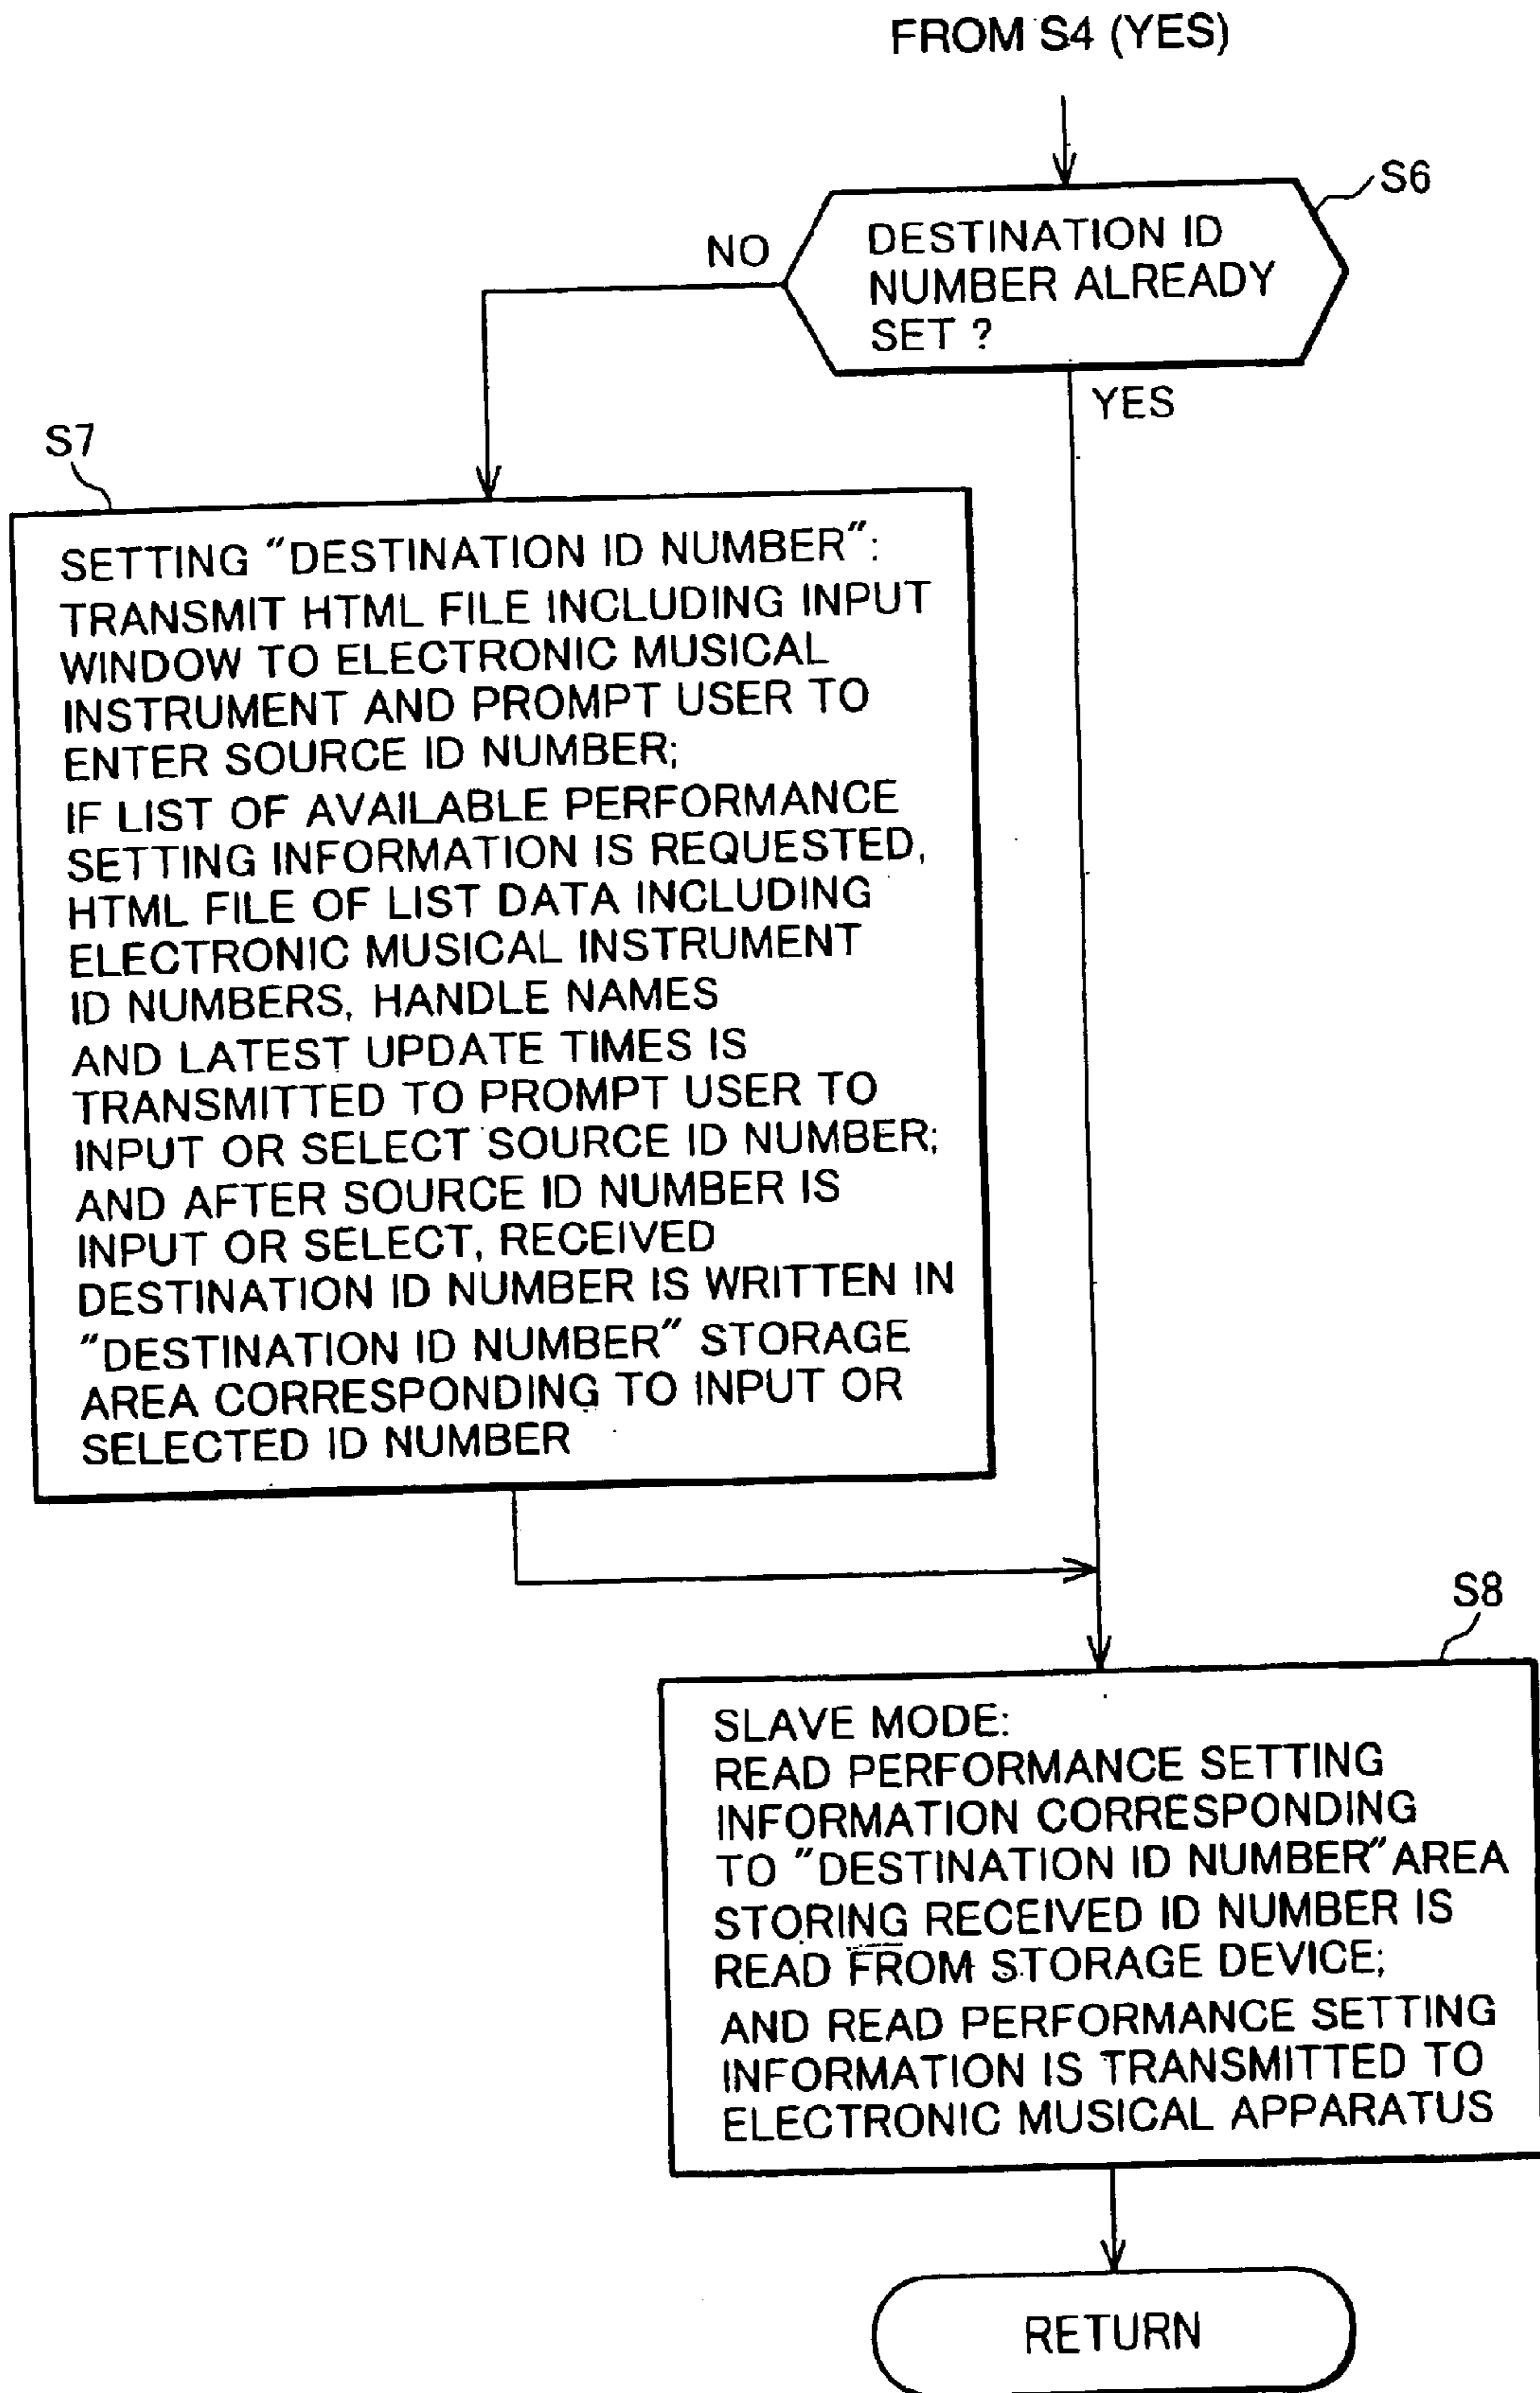 FROM S4 (YES)
S6
DESTINATION ID
NUMBER ALREADY
SET ?
NO
YES
S7
SETTING "DESTINATION ID NUMBER":
TRANSMIT HTML FILE INCLUDING INPUT
WINDOW TO ELECTRONIC MUSICAL
INSTRUMENT AND PROMPT USER TO
ENTER SOURCE ID NUMBER;
IF LIST OF AVAILABLE PERFORMANCE
SETTING INFORMATION IS REQUESTED,
HTML FILE OF LIST DATA INCLUDING
ELECTRONIC MUSICAL INSTRUMENT
ID NUMBERS, HANDLE NAMES
AND LATEST UPDATE TIMES IS
TRANSMITTED TO PROMPT USER TO
INPUT OR SELECT SOURCE ID NUMBER;
AND AFTER SOURCE ID NUMBER IS
INPUT OR SELECT, RECEIVED
DESTINATION ID NUMBER IS WRITTEN IN
"DESTINATION ID NUMBER" STORAGE
AREA CORRESPONDING TO INPUT OR
SELECTED ID NUMBER
S8
SLAVE MODE:
READ PERFORMANCE SETTING
INFORMATION CORRESPONDING
TO "DESTINATION ID NUMBER" AREA
STORING RECEIVED ID NUMBER IS
READ FROM STORAGE DEVICE;
AND READ PERFORMANCE SETTING
INFORMATION IS TRANSMITTED TO
ELECTRONIC MUSICAL APPARATUS
RETURN